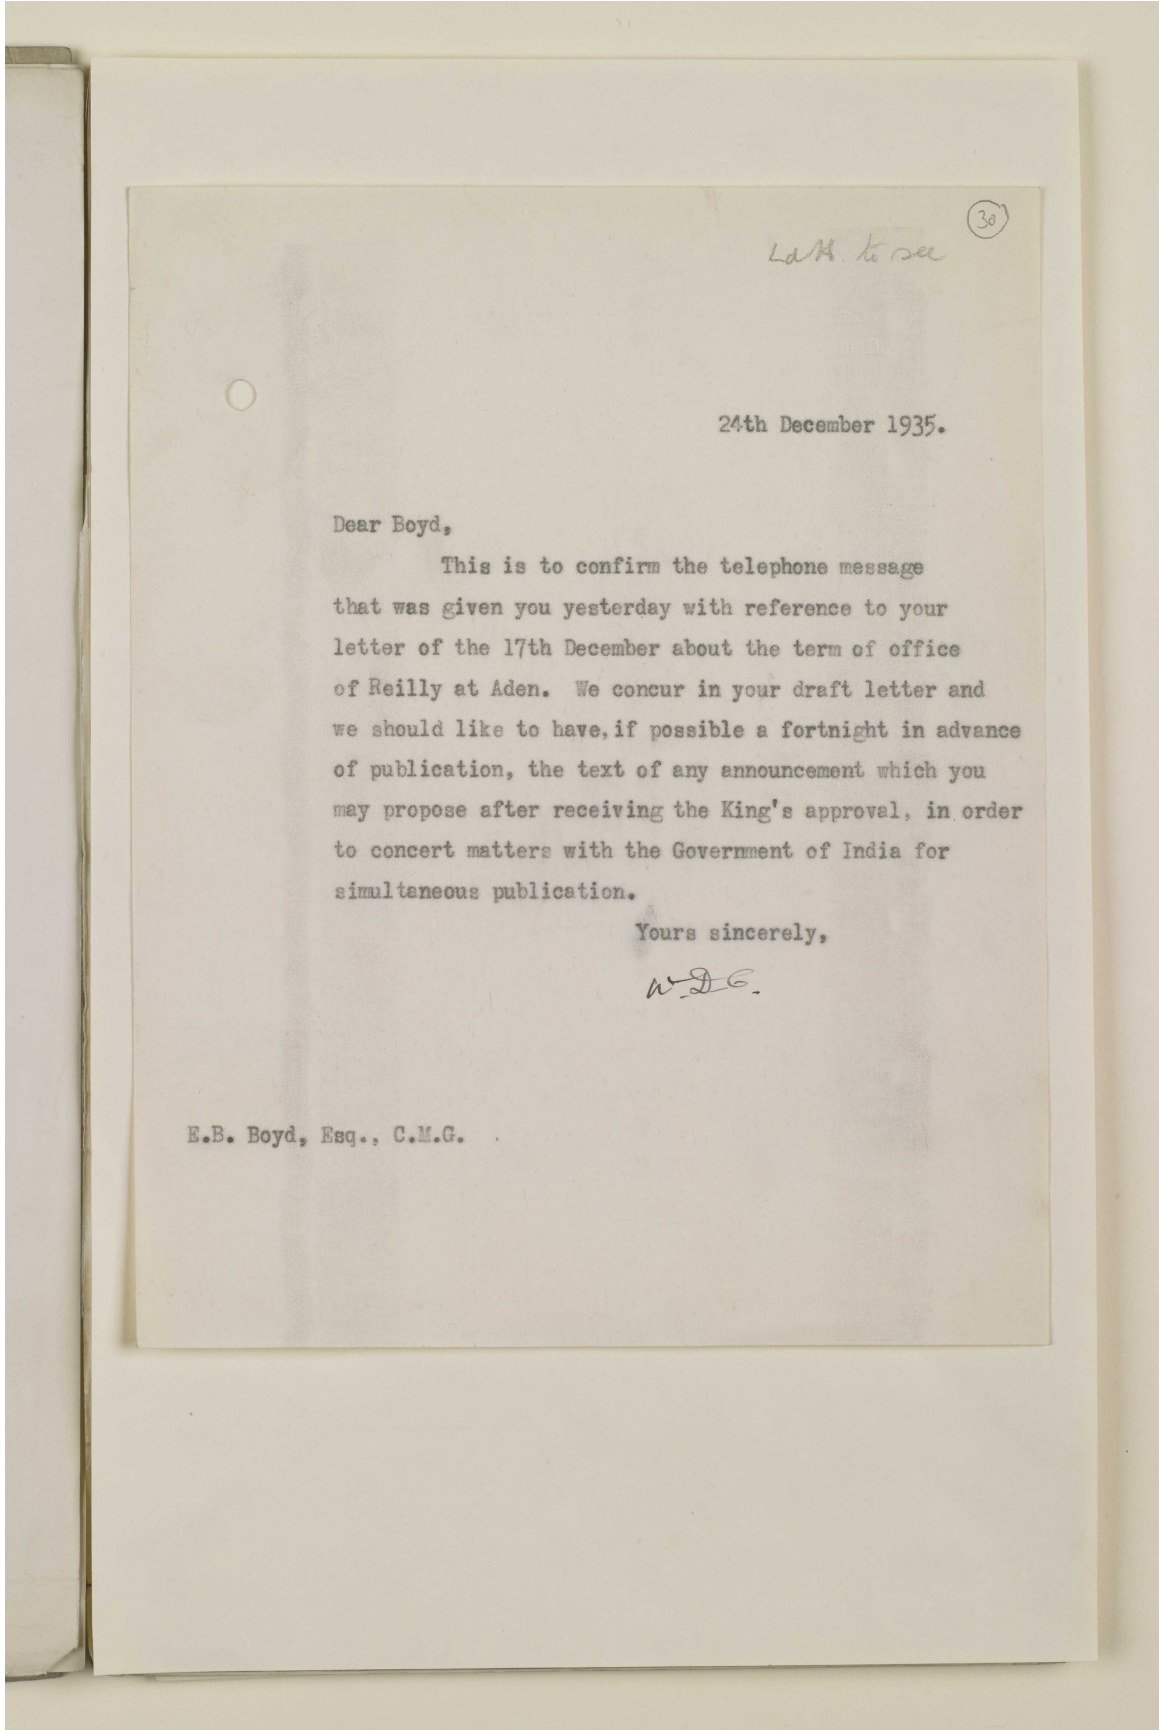 30
Ld H. to see
24th December 1935.
Dear Boyd,
This is to confirm the telephone message
that was given you yesterday with reference to your
letter of the 17th December about the term of office
of Reilly at Aden. We concur in your draft letter and
we should like to have, if possible a fortnight in advance
of publication, the text of any announcement which you
may propose after receiving the King's approval, in order
to concert matters with the Government of India for
simultaneous publication.
Yours sincerely,
W.D.C.
E.B. Boyd, Esq., C.M.G.